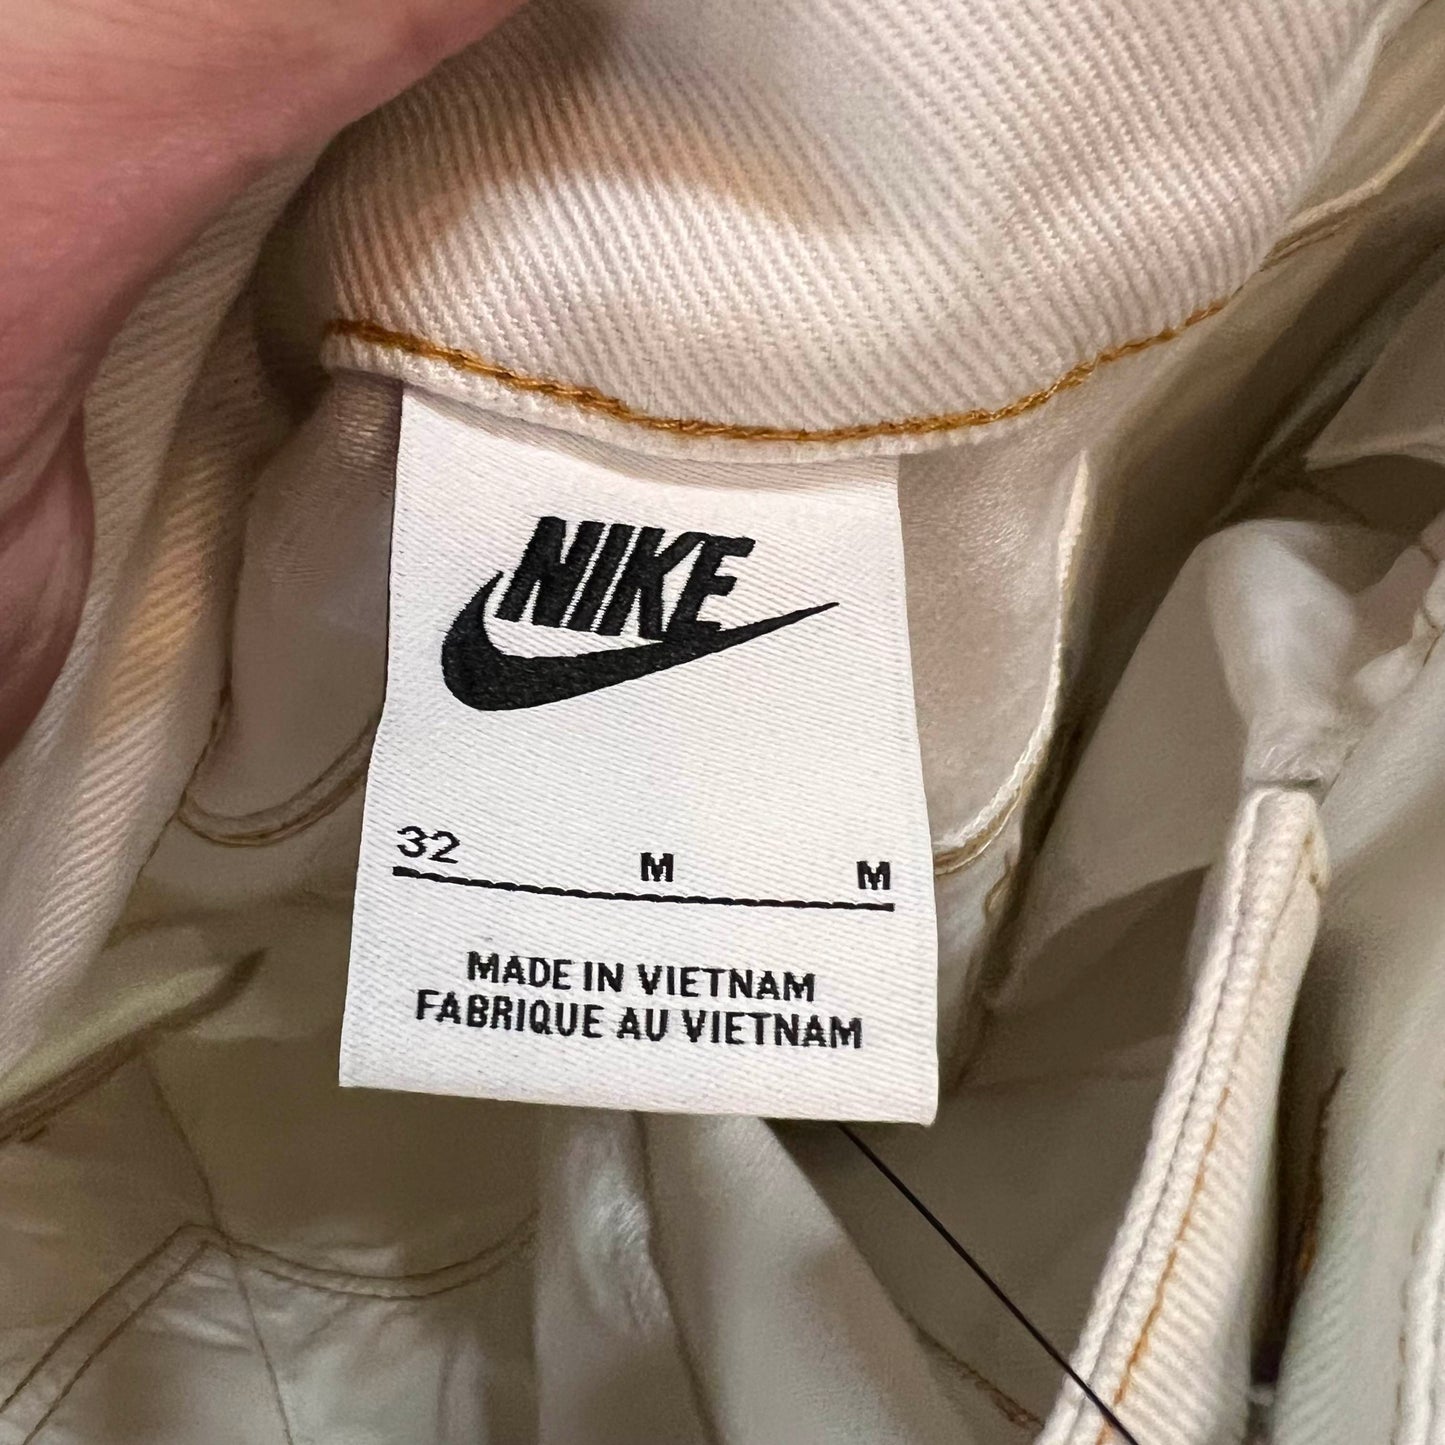 NIKE
32 M M
MADE IN VIETNAM
FABRIQUE AU VIETNAM